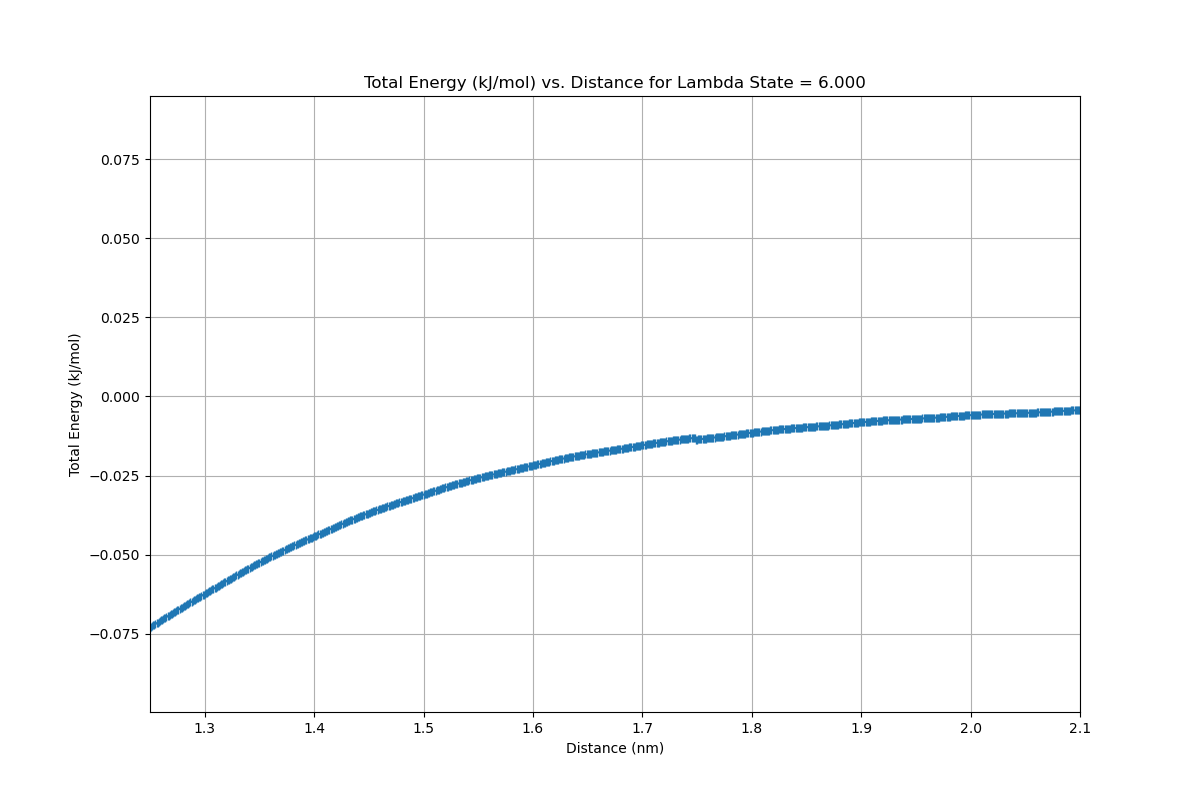 Total Energy (kJ/mol) vs. Distance for Lambda State = 6.000
Total Energy (kJ/mol)
0.075
0.050
0.025
0.000
−0.025
−0.050
−0.075
1.3 1.4 1.5 1.6 1.7 1.8 1.9 2.0 2.1
Distance (nm)